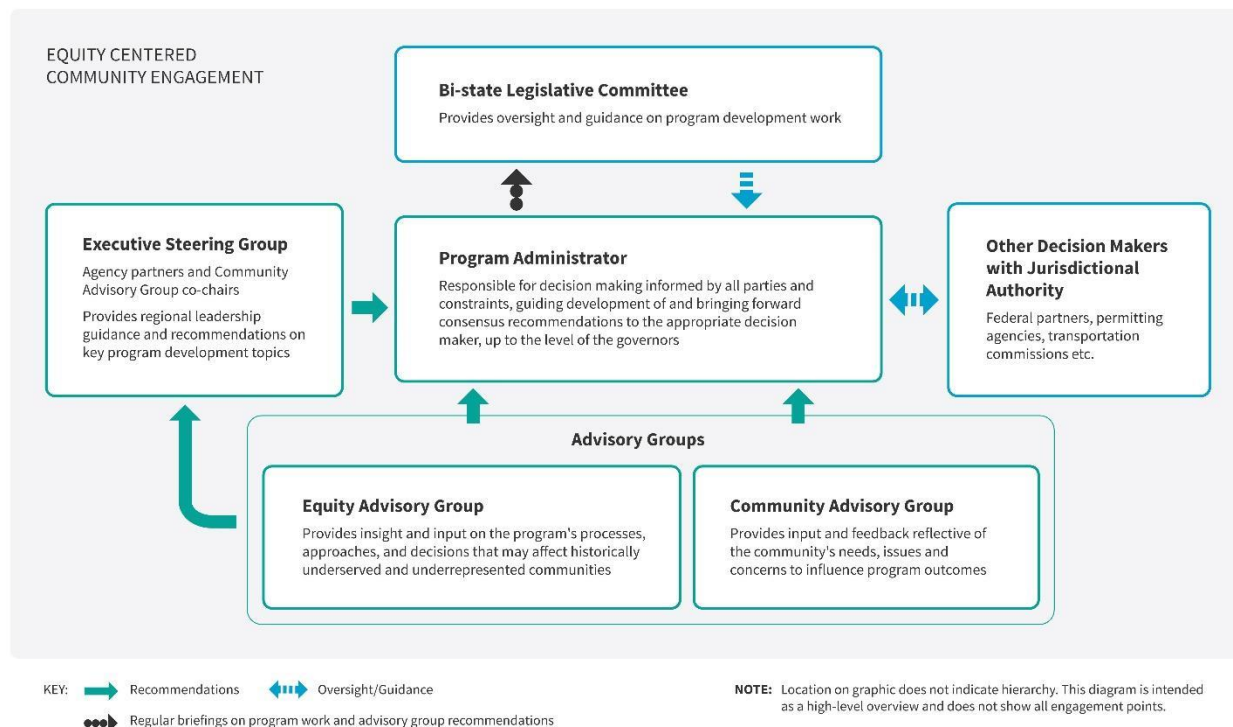 EQUITY CENTERED
COMMUNITY ENGAGEMENT
Bi-state Legislative Committee
Provides oversight and guidance on program development work
Executive Steering Group
Agency partners and Community
Advisory Group co-chairs
Provides regional leadership
guidance and recommendations on
key program development topics
Program Administrator
Responsible for decision making informed by all parties and
constraints, guiding development of and bringing forward
consensus recommendations to the appropriate decision
maker, up to the level of the governors
Other Decision Makers
with Jurisdictional
Authority
Federal partners, permitting
agencies, transportation
commissions etc.
Advisory Groups
Equity Advisory Group
Provides insight and input on the program's processes,
approaches, and decisions that may affect historically
underserved and underrepresented communities
Community Advisory Group
Provides input and feedback reflective of
the community's needs, issues and
concerns to influence program outcomes
KEY:
Recommendations
Oversight/Guidance
Regular briefings on program work and advisory group recommendations
NOTE: Location on graphic does not indicate hierarchy. This diagram is intended
as a high-level overview and does not show all engagement points.